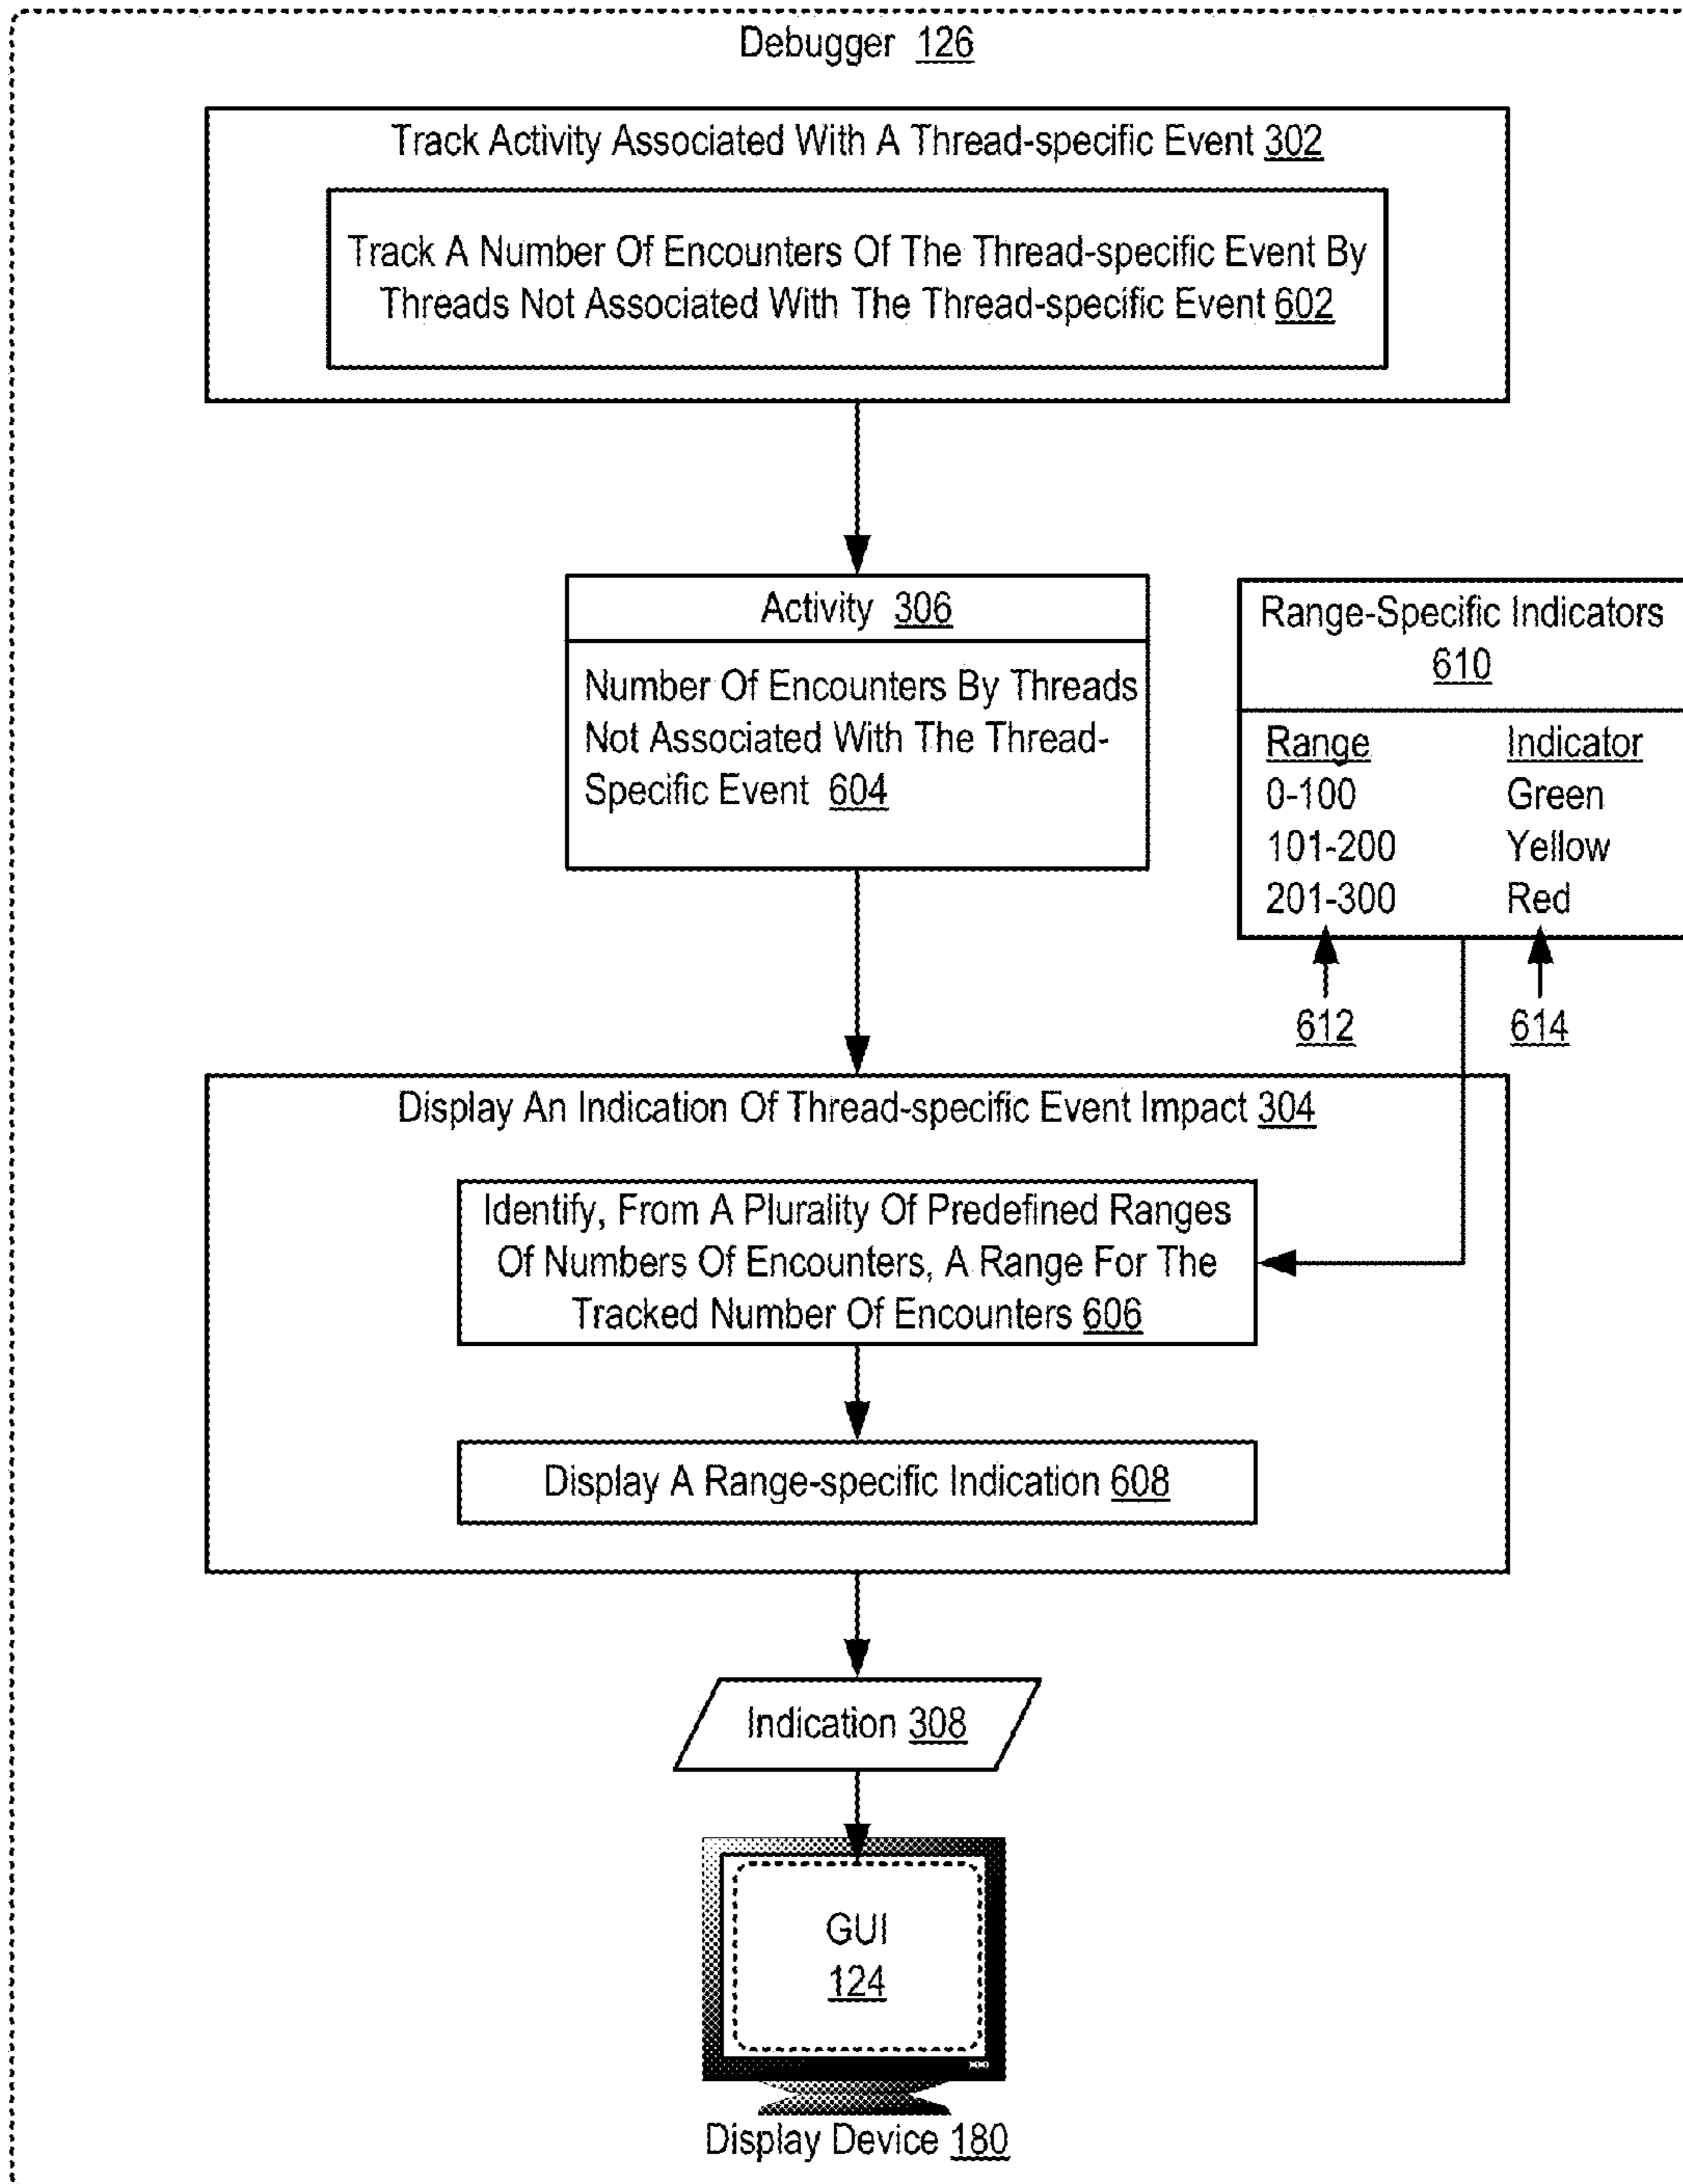 Debugger 126
Track Activity Associated With A Thread-specific Event 302
Track A Number Of Encounters Of The Thread-specific Event By
Threads Not Associated With The Thread-specific Event 602
Activity 306
Number Of Encounters By Threads
Not Associated With The Thread-
Specific Event 604
Range-Specific Indicators
610
Range Indicator
0-100 Green
101-200 Yellow
201-300 Red
612 614
Display An Indication Of Thread-specific Event Impact 304
Identify, From A Plurality Of Predefined Ranges
Of Numbers Of Encounters, A Range For The
Tracked Number Of Encounters 606
Display A Range-specific Indication 608
Indication 308
GUI
124
Display Device 180